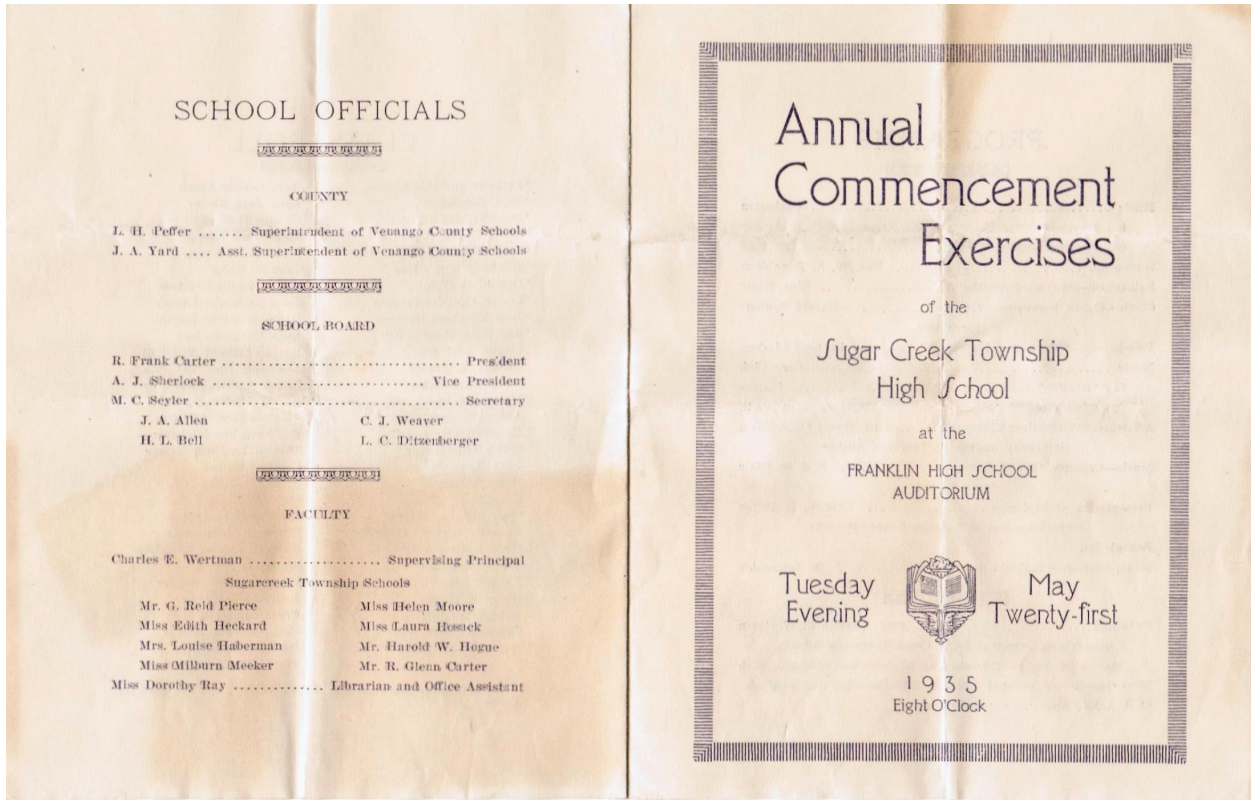 SCHOOL OFFICIALS
COUNTY
L. H. Peffer ....... Superintendent of Venango County Schools
J. A. Yard .... Asst. Superintendent of Venango County Schools
SCHOOL BOARD
R. Frank Carter .................................... President
A. J. Sherlock ................................ Vice President
M. C. Seyler ........................................ Secretary
J. A. Allen C. J. Weaver
H. L. Bell L. C. Ditzenberger
FACULTY
Charles E. Wertman .................... Supervising Principal
Sugarcreek Township Schools
Mr. G. Reid Pierce Miss Helen Moore
Miss Edith Heckard Miss Laura Hosack
Mrs. Louise Haberman Mr. Harold W. Hogue
Miss Milburn Meeker Mr. R. Glenn Carter
Miss Dorothy Ray ............. Librarian and Office Assistant
Annual
Commencement
Exercises
of the
Sugar Creek Township
High School
at the
FRANKLIN HIGH SCHOOL
AUDITORIUM
Tuesday
Evening
May
Twenty-first
1935
Eight O'Clock